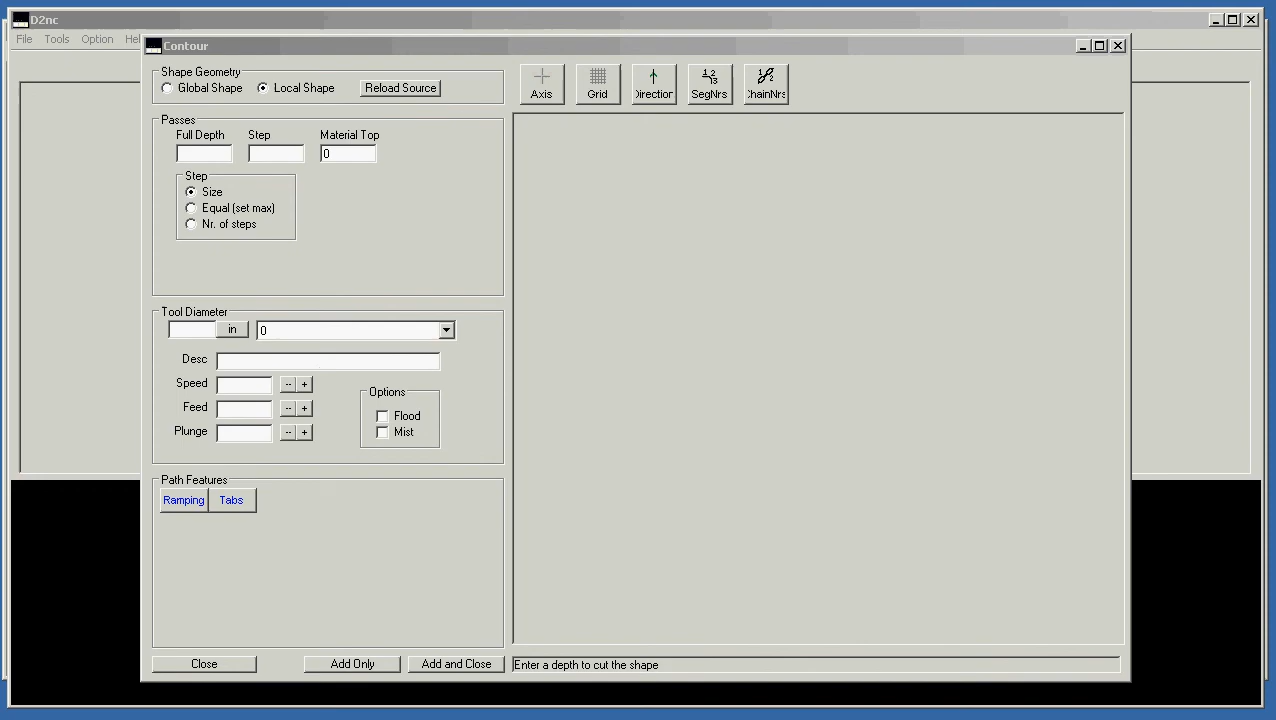 D2nc
File Tools Option Hel
Contour
Shape Geometry
Global Shape Local Shape Reload Source
Axis Grid Direction SegNrs ChainNrs
Passes
Full Depth Step Material Top
0
Step
Size
Equal (set max)
Nr. of steps
Tool Diameter
in 0
Desc
Speed -- +
Feed -- +
Plunge -- +
Options
Flood
Mist
Path Features
Ramping Tabs
Close Add Only Add and Close Enter a depth to cut the shape